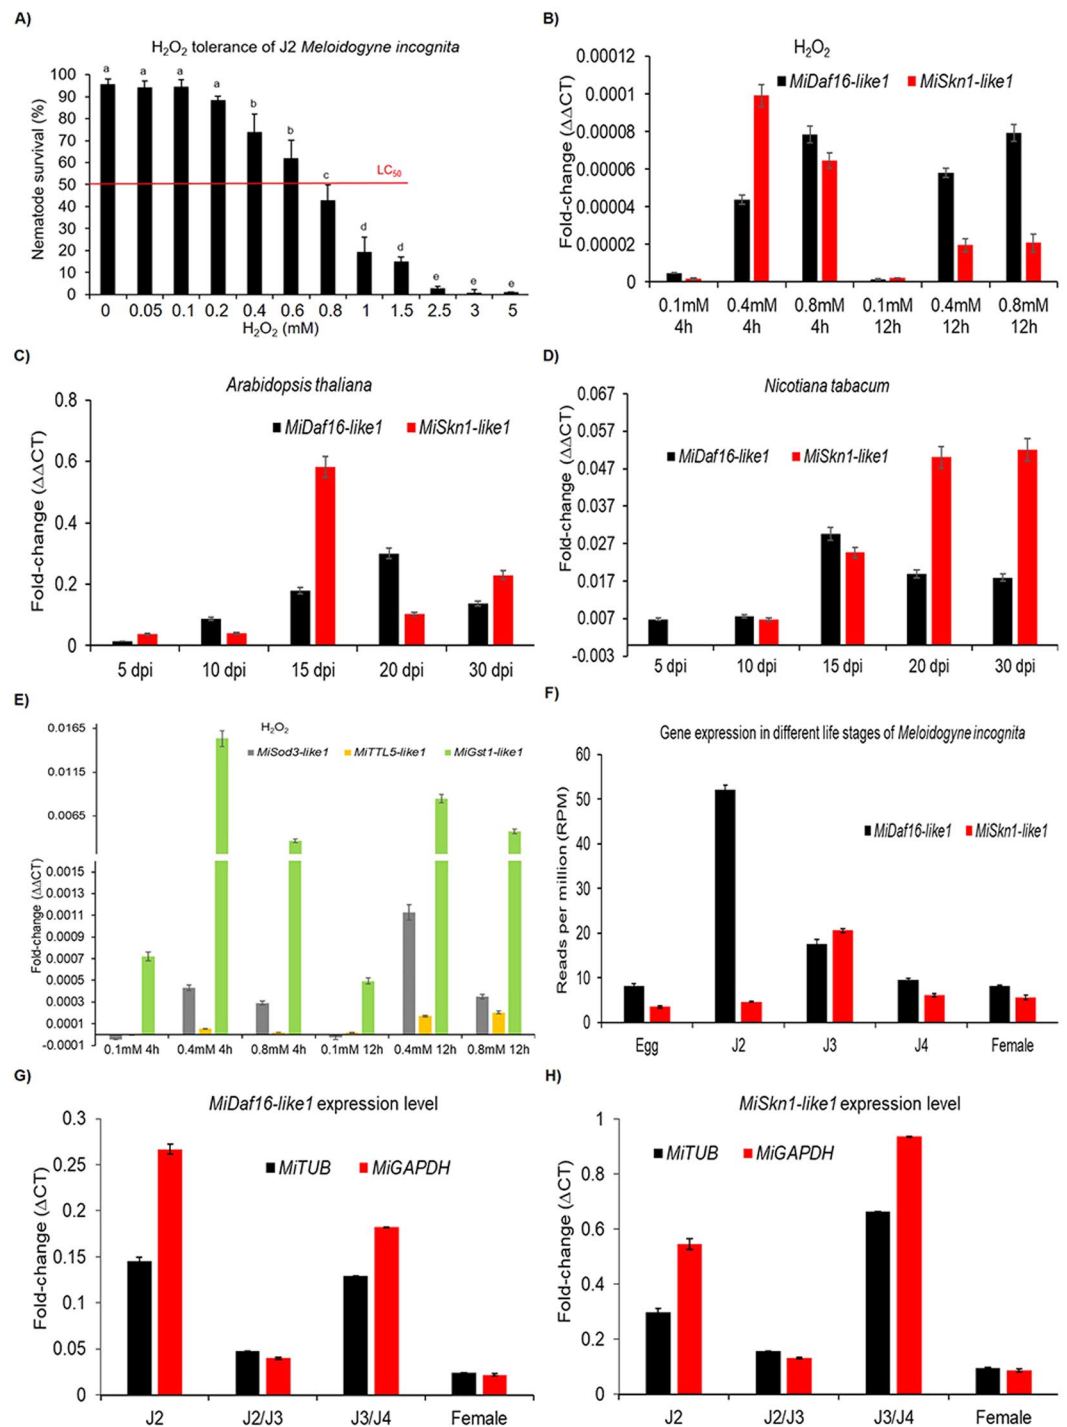 A)
H₂O₂ tolerance of J2 Meloidogyne incognita
Nematode survival (%)
100
90
80
70
60
50
40
30
20
10
0
a a a a b b c d d e e e
LC₅₀
0 0.05 0.1 0.2 0.4 0.6 0.8 1 1.5 2.5 3 5
H₂O₂ (mM)
B)
H₂O₂
MiDaf16-like1 MiSkn1-like1
Fold-change (ΔΔCT)
0.00012
0.0001
0.00008
0.00006
0.00004
0.00002
0
0.1mM 0.4mM 0.8mM 0.1mM 0.4mM 0.8mM
4h 4h 4h 12h 12h 12h
C)
Arabidopsis thaliana
MiDaf16-like1 MiSkn1-like1
Fold-change (ΔΔCT)
0.8
0.6
0.4
0.2
0
5 dpi 10 dpi 15 dpi 20 dpi 30 dpi
D)
Nicotiana tabacum
MiDaf16-like1 MiSkn1-like1
Fold-change (ΔΔCT)
0.067
0.057
0.047
0.037
0.027
0.017
0.007
-0.003
5 dpi 10 dpi 15 dpi 20 dpi 30 dpi
E)
H₂O₂
MiSod3-like1 MiTTL5-like1 MiGst1-like1
Fold-change (ΔΔCT)
0.0165
0.0115
0.0065
0.0015
0.0013
0.0011
0.0009
0.0007
0.0005
0.0003
0.0001
-0.0001
0.1mM 4h 0.4mM 4h 0.8mM 4h 0.1mM 12h 0.4mM 12h 0.8mM 12h
F)
Gene expression in different life stages of Meloidogyne incognita
MiDaf16-like1 MiSkn1-like1
Reads per million (RPM)
60
50
40
30
20
10
0
Egg J2 J3 J4 Female
G)
MiDaf16-like1 expression level
MiTUB MiGAPDH
Fold-change (ΔCT)
0.3
0.25
0.2
0.15
0.1
0.05
0
J2 J2/J3 J3/J4 Female
H)
MiSkn1-like1 expression level
MiTUB MiGAPDH
Fold-change (ΔCT)
1
0.8
0.6
0.4
0.2
0
J2 J2/J3 J3/J4 Female